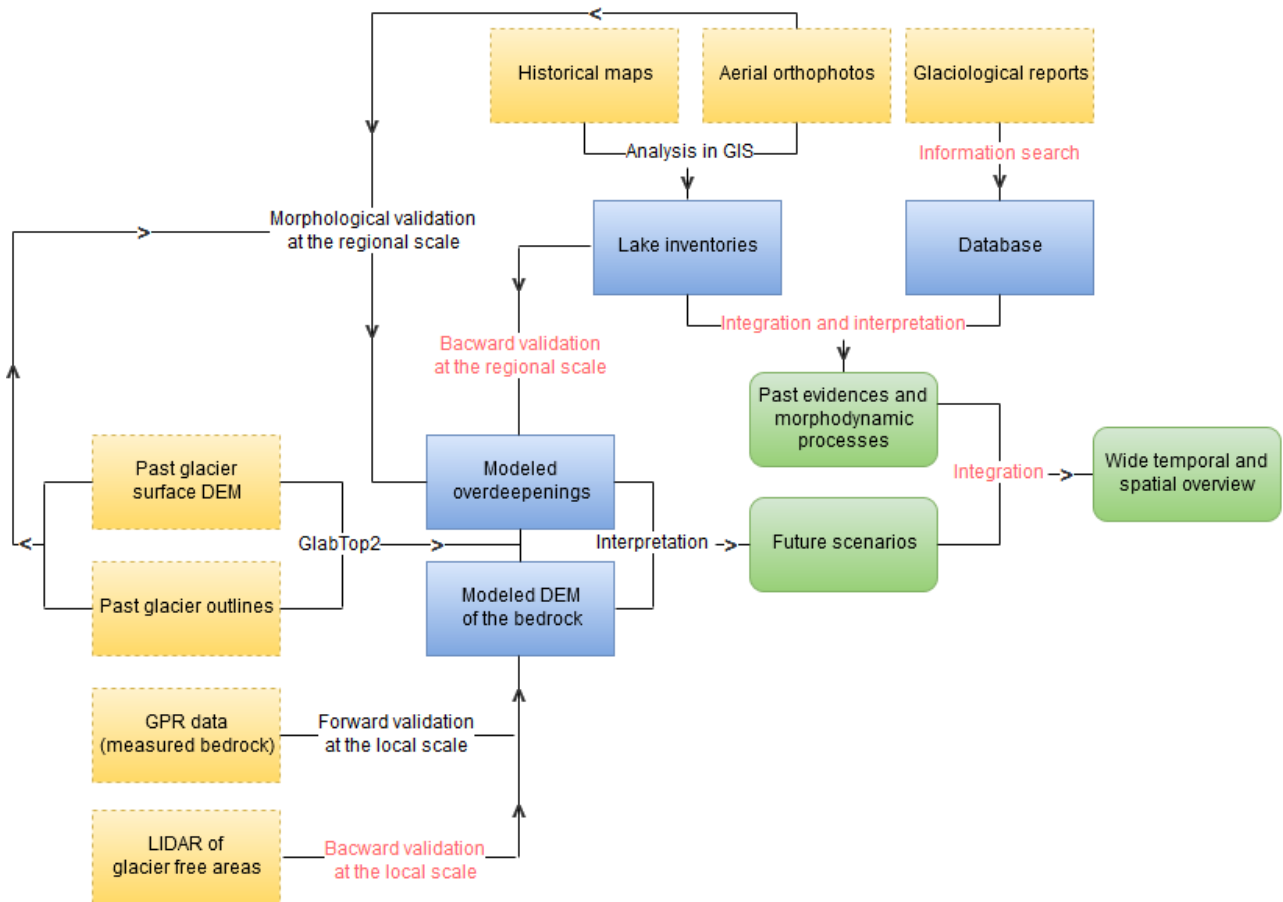 Historical maps
Aerial orthophotos
Glaciological reports
Analysis in GIS
Information search
Morphological validation
at the regional scale
Lake inventories
Database
Integration and interpretation
Bacward validation
at the regional scale
Past evidences and
morphodynamic
processes
Past glacier
surface DEM
Modeled
overdeepenings
Integration
Wide temporal and
spatial overview
GlabTop2
Interpretation
Future scenarios
Past glacier outlines
Modeled DEM
of the bedrock
GPR data
(measured bedrock)
Forward validation
at the local scale
LIDAR of
glacier free areas
Bacward validation
at the local scale